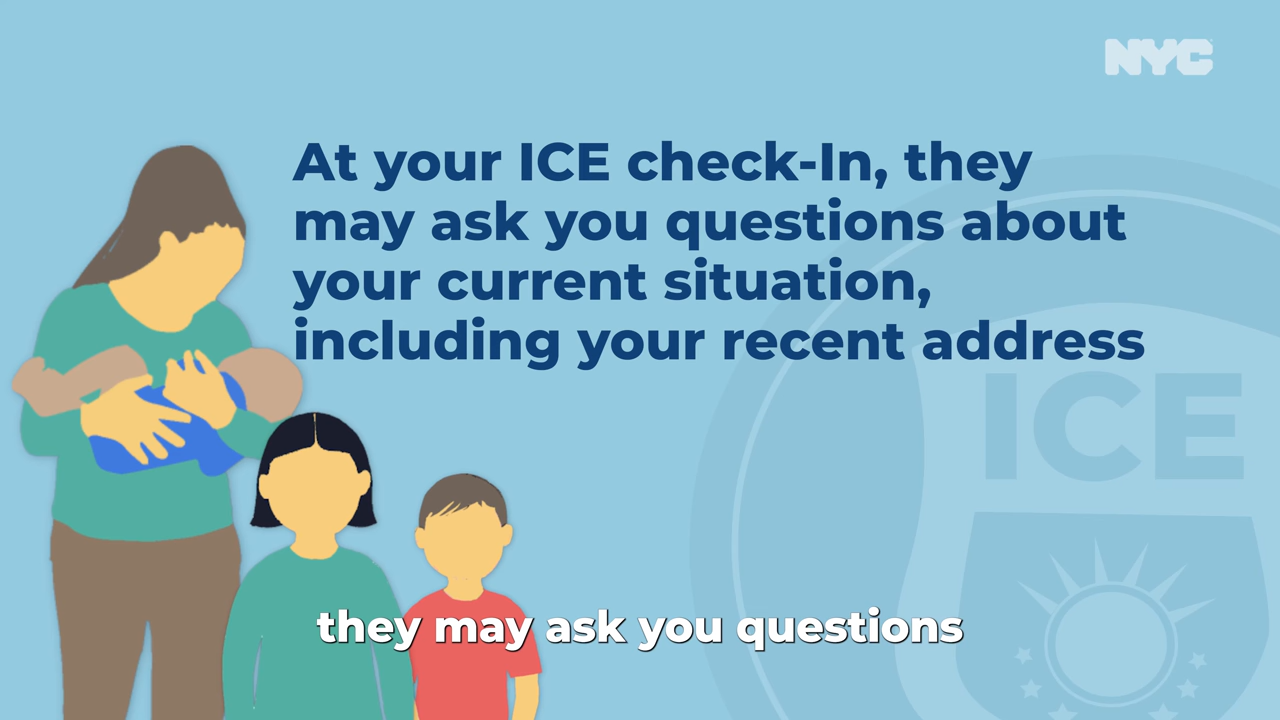 NYC
At your ICE check-In, they
may ask you questions about
your current situation,
including your recent address
ICE
they may ask you questions